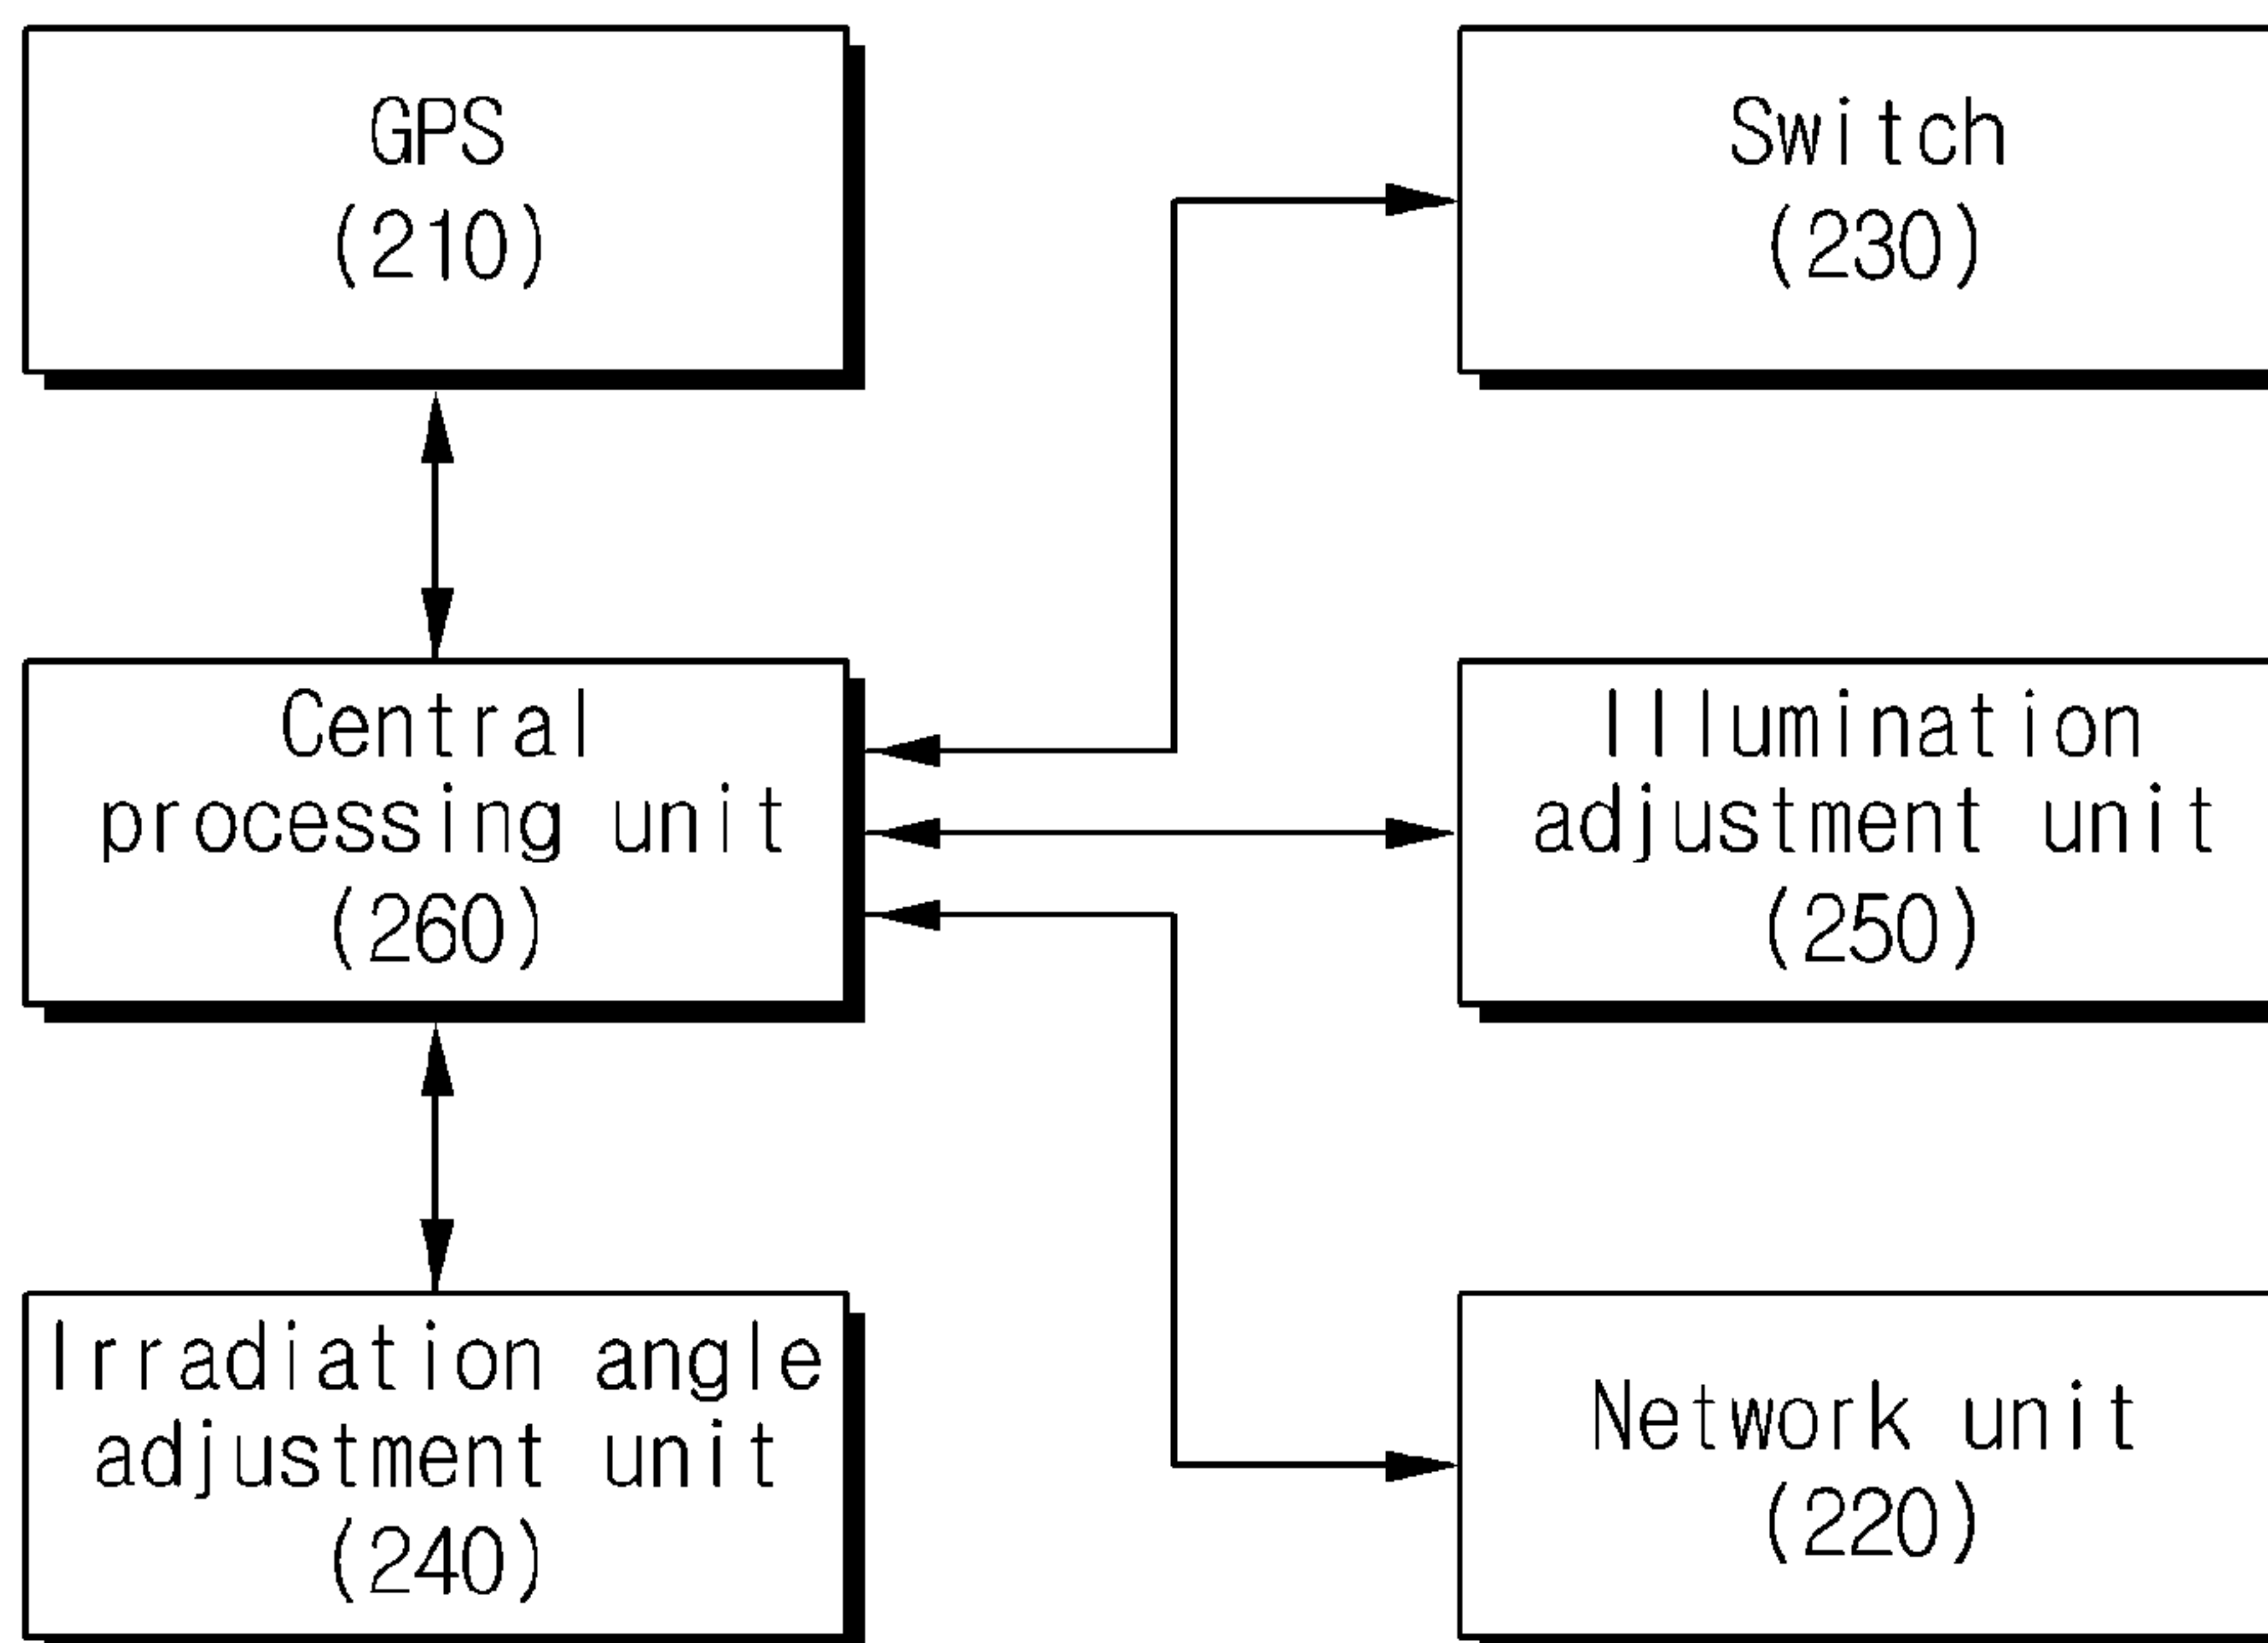 GPS
(210)
Switch
(230)
Central
processing unit
(260)
Illumination
adjustment unit
(250)
Irradiation angle
adjustment unit
(240)
Network unit
(220)